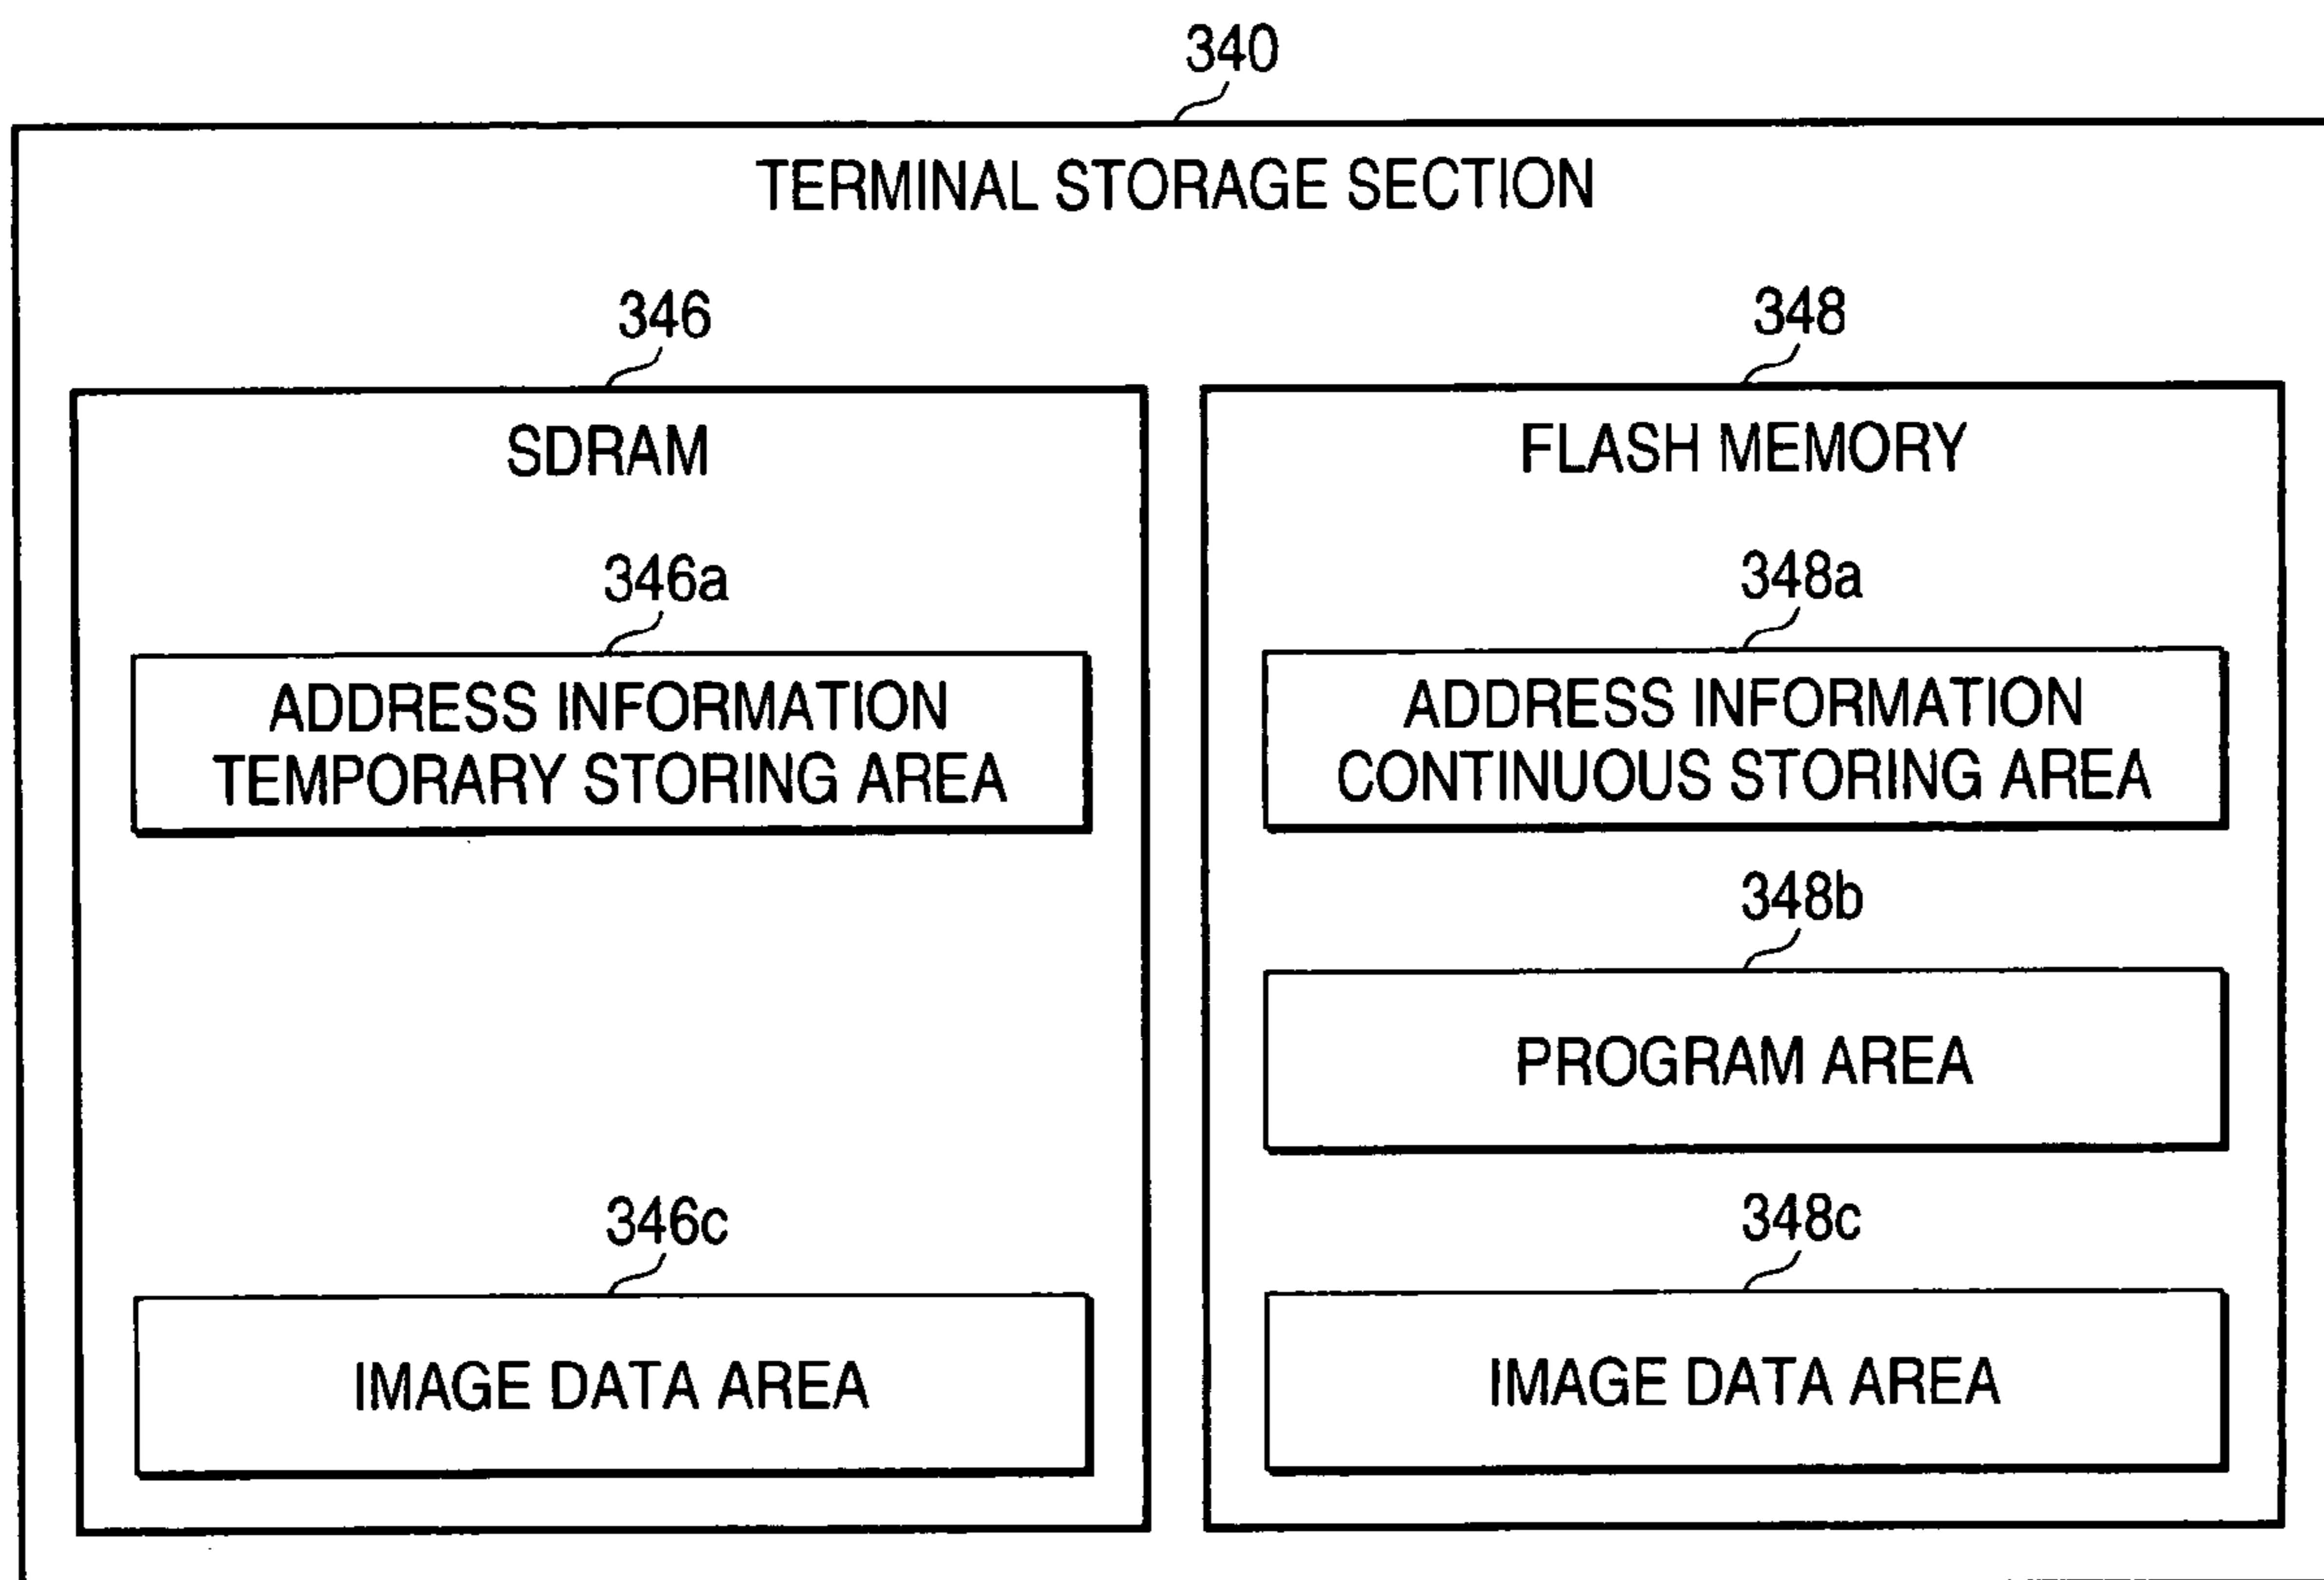 340
TERMINAL STORAGE SECTION
346
SDRAM
346a
ADDRESS INFORMATION
TEMPORARY STORING AREA
346c
IMAGE DATA AREA
348
FLASH MEMORY
348a
ADDRESS INFORMATION
CONTINUOUS STORING AREA
348b
PROGRAM AREA
348c
IMAGE DATA AREA